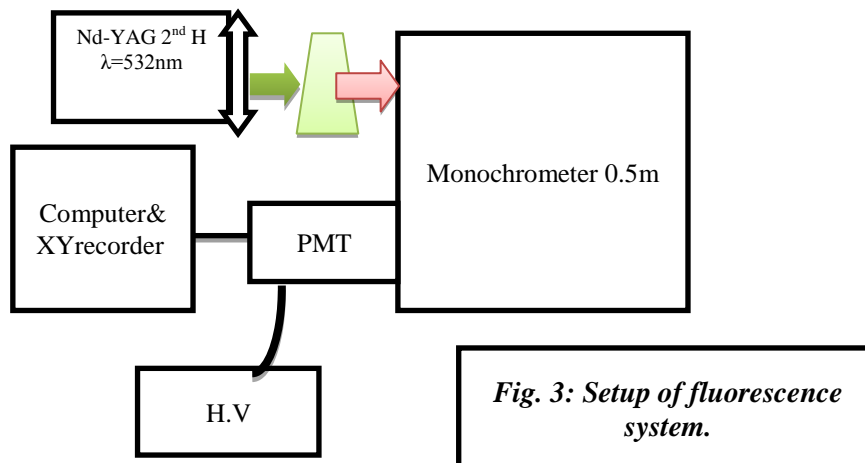 Nd-YAG 2nd H
λ=532nm
Monochrometer 0.5m
Computer&
XYrecorder
PMT
H.V
Fig. 3: Setup of fluorescence
system.